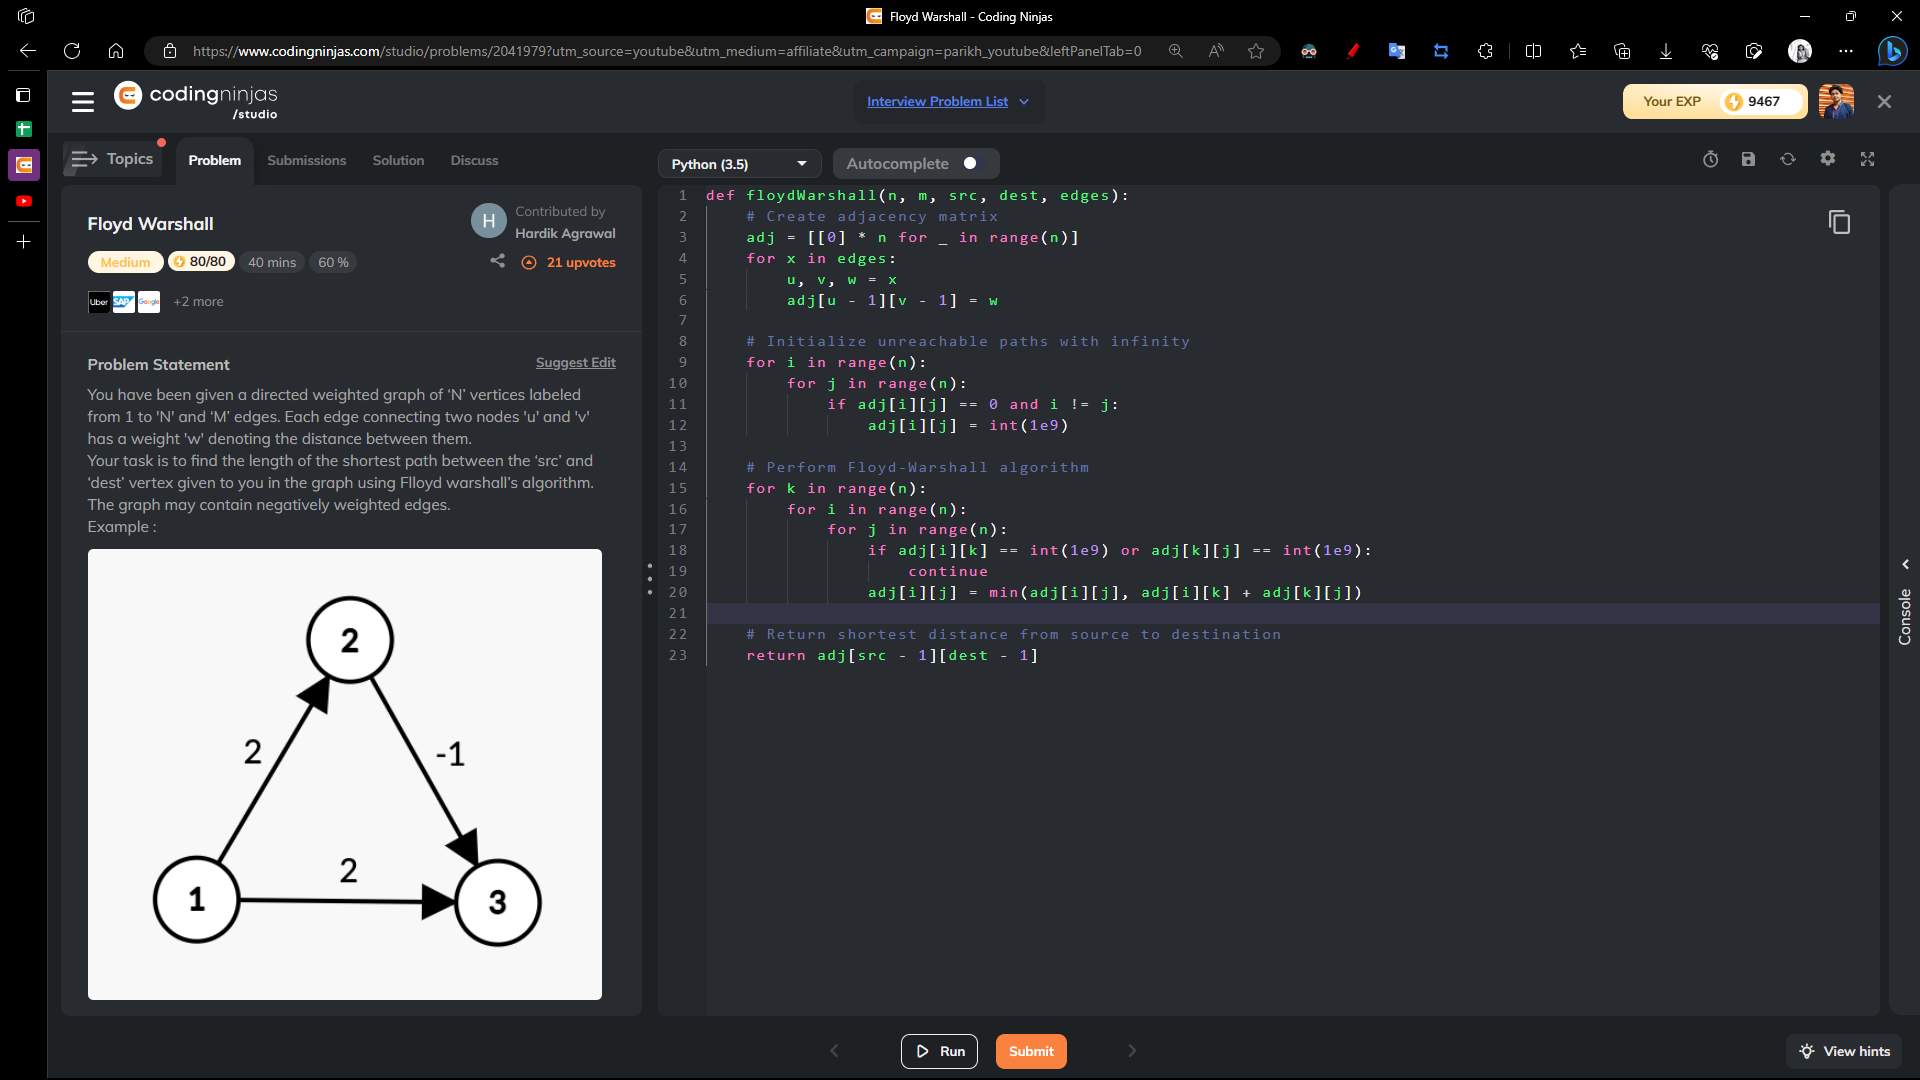 Floyd Warshall - Coding Ninjas
https://www.codingninjas.com/studio/problems/2041979?utm_source=youtube&utm_medium=affiliate&utm_campaign=parikh_youtube&leftPanelTab=0
codingninjas
/studio
Interview Problem List
Your EXP 9467
Topics
Problem
Submissions
Solution
Discuss
Floyd Warshall
H
Contributed by
Hardik Agrawal
Medium
80/80
40 mins
60 %
21 upvotes
Uber
SAP
Google
+2 more
Problem Statement
Suggest Edit
You have been given a directed weighted graph of ‘N’ vertices labeled
from 1 to 'N' and ‘M’ edges. Each edge connecting two nodes 'u' and 'v'
has a weight 'w' denoting the distance between them.
Your task is to find the length of the shortest path between the ‘src’ and
‘dest’ vertex given to you in the graph using Flloyd warshall’s algorithm.
The graph may contain negatively weighted edges.
Example :
2
2
-1
2
1
3
Python (3.5)
Autocomplete
1 def floydWarshall(n, m, src, dest, edges):
2     # Create adjacency matrix
3     adj = [[0] * n for _ in range(n)]
4     for x in edges:
5         u, v, w = x
6         adj[u - 1][v - 1] = w
7
8     # Initialize unreachable paths with infinity
9     for i in range(n):
10         for j in range(n):
11             if adj[i][j] == 0 and i != j:
12                 adj[i][j] = int(1e9)
13
14     # Perform Floyd-Warshall algorithm
15     for k in range(n):
16         for i in range(n):
17             for j in range(n):
18                 if adj[i][k] == int(1e9) or adj[k][j] == int(1e9):
19                     continue
20                 adj[i][j] = min(adj[i][j], adj[i][k] + adj[k][j])
21
22     # Return shortest distance from source to destination
23     return adj[src - 1][dest - 1]
Console
Run
Submit
View hints